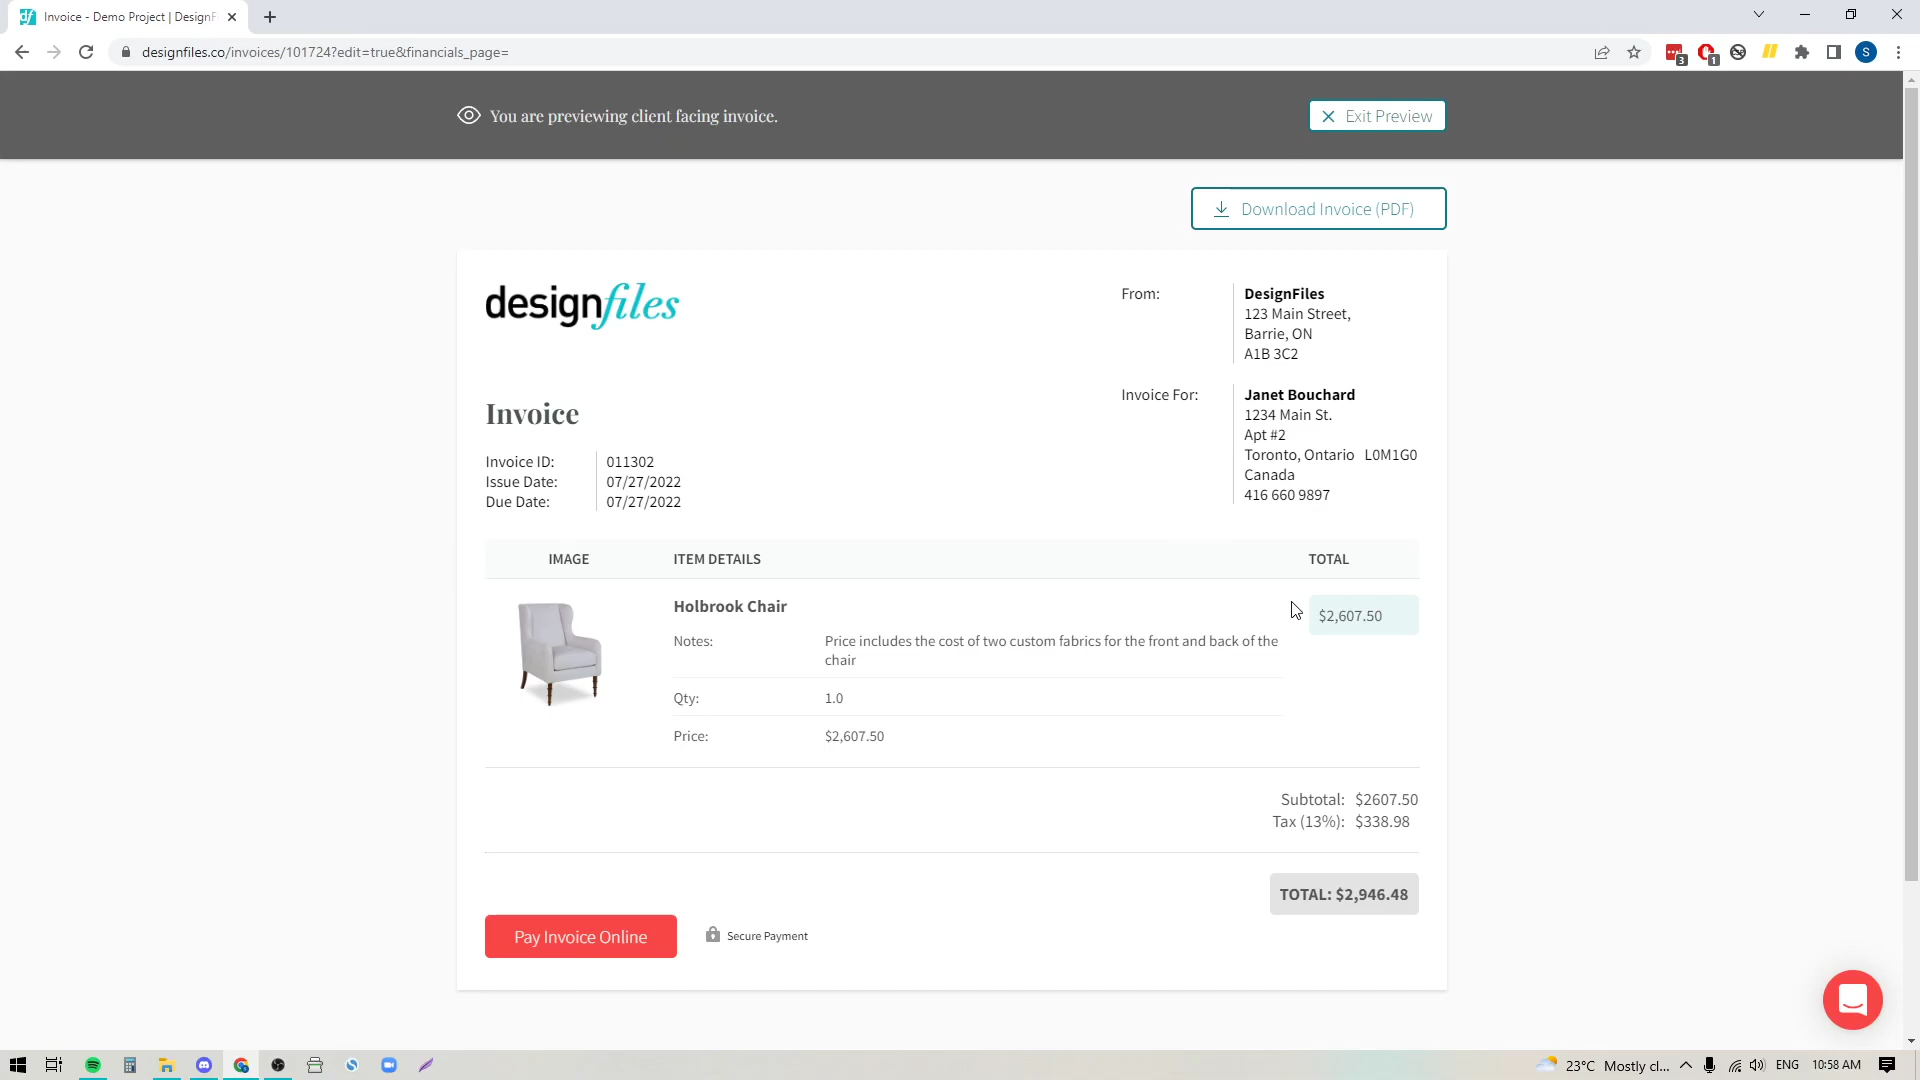 Invoice - Demo Project | DesignF
designfiles.co/invoices/101724?edit=true&financials_page=
3
1
S
You are previewing client facing invoice.
Exit Preview
Download Invoice (PDF)
designfiles
From:
DesignFiles
123 Main Street,
Barrie, ON
A1B 3C2
Invoice For:
Janet Bouchard
1234 Main St.
Apt #2
Toronto, Ontario L0M1G0
Canada
416 660 9897
Invoice
Invoice ID: 011302
Issue Date: 07/27/2022
Due Date: 07/27/2022
IMAGE ITEM DETAILS TOTAL
Holbrook Chair
$2,607.50
Notes: Price includes the cost of two custom fabrics for the front and back of the
chair
Qty: 1.0
Price: $2,607.50
Subtotal: $2607.50
Tax (13%): $338.98
TOTAL: $2,946.48
Pay Invoice Online
Secure Payment
23°C Mostly cl... ENG 10:58 AM